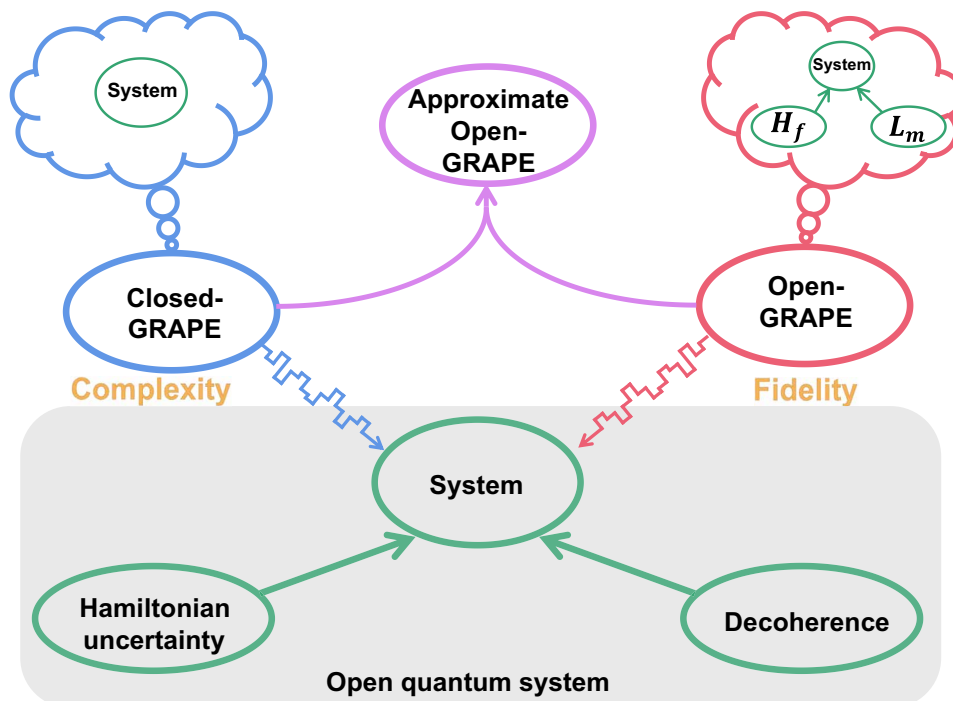 System
Approximate
Open-
GRAPE
System
H_f
L_m
Closed-
GRAPE
Open-
GRAPE
Complexity
Fidelity
System
Hamiltonian
uncertainty
Decoherence
Open quantum system